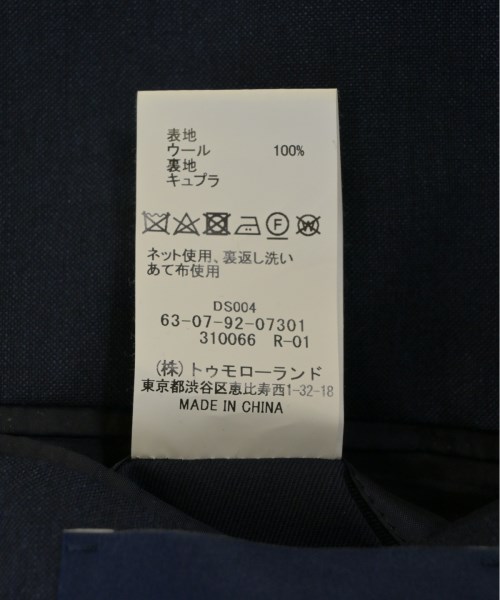 表地
ウール 100%
裏地
キュプラ
F W
ネット使用、裏返し洗い
あて布使用
DS004
63-07-92-07301
310066 R-01
(株)トゥモローランド
東京都渋谷区恵比寿西1-32-18
MADE IN CHINA